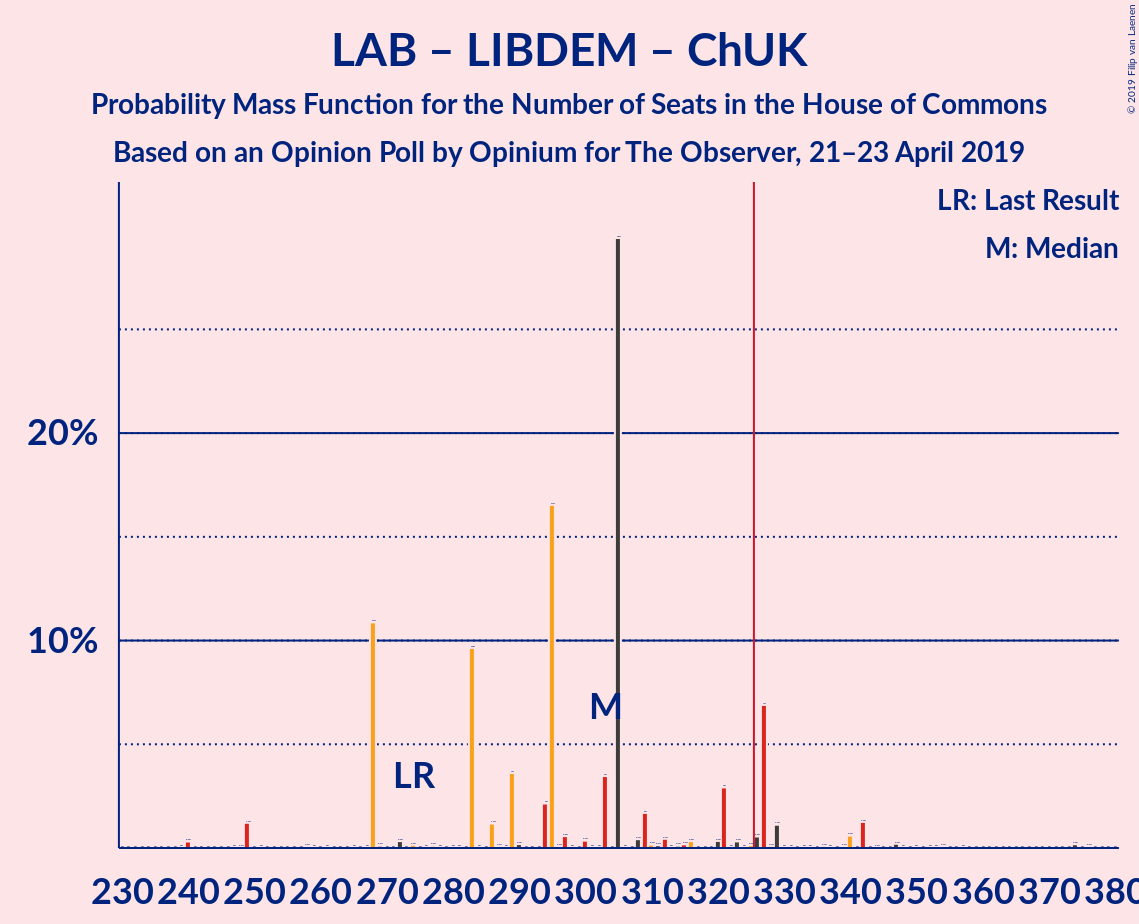 LAB – LIBDEM – ChUK
Probability Mass Function for the Number of Seats in the House of Commons
Based on an Opinion Poll by Opinium for The Observer, 21–23 April 2019
© 2019 Filip van Laenen
LR: Last Result
M: Median
20%
10%
M
LR
230 240 250 260 270 280 290 300 310 320 330 340 350 360 370 380